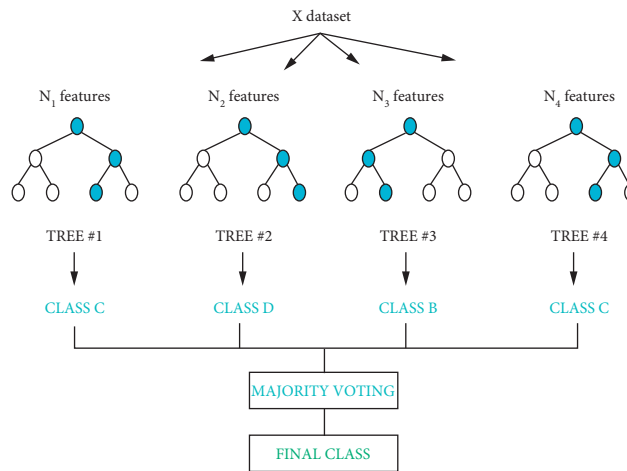 X dataset
N₁ features
N₂ features
N₃ features
N₄ features
TREE #1
TREE #2
TREE #3
TREE #4
CLASS C
CLASS D
CLASS B
CLASS C
MAJORITY VOTING
FINAL CLASS